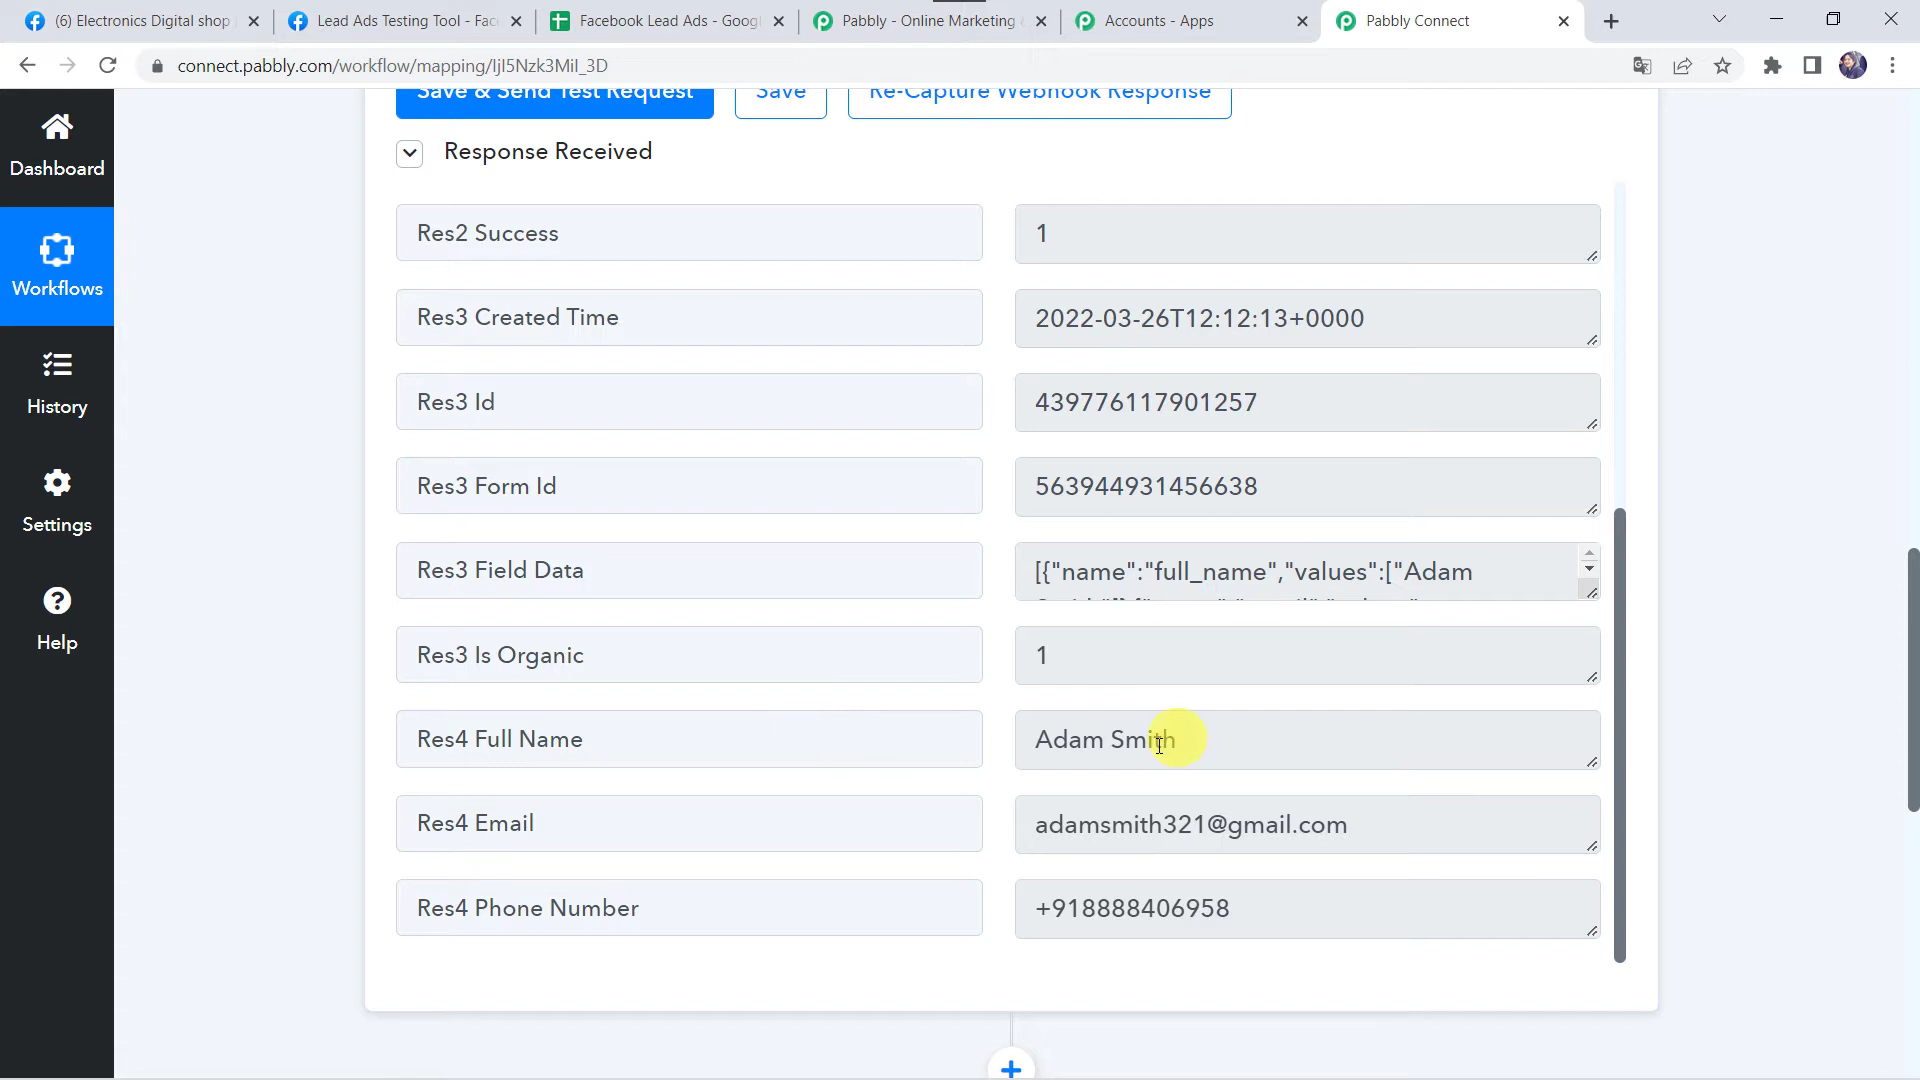 (6) Electronics Digital shop
Lead Ads Testing Tool - Fac
Facebook Lead Ads - Googl
Pabbly - Online Marketing
Accounts - Apps
Pabbly Connect
connect.pabbly.com/workflow/mapping/IjI5Nzk3MiI_3D
Save & Send Test Request
Save
Re-Capture Webhook Response
Dashboard
Workflows
History
Settings
Help
Response Received
Res2 Success
1
Res3 Created Time
2022-03-26T12:12:13+0000
Res3 Id
439776117901257
Res3 Form Id
563944931456638
Res3 Field Data
[{"name":"full_name","values":["Adam
Res3 Is Organic
1
Res4 Full Name
Adam Smith
Res4 Email
adamsmith321@gmail.com
Res4 Phone Number
+918888406958